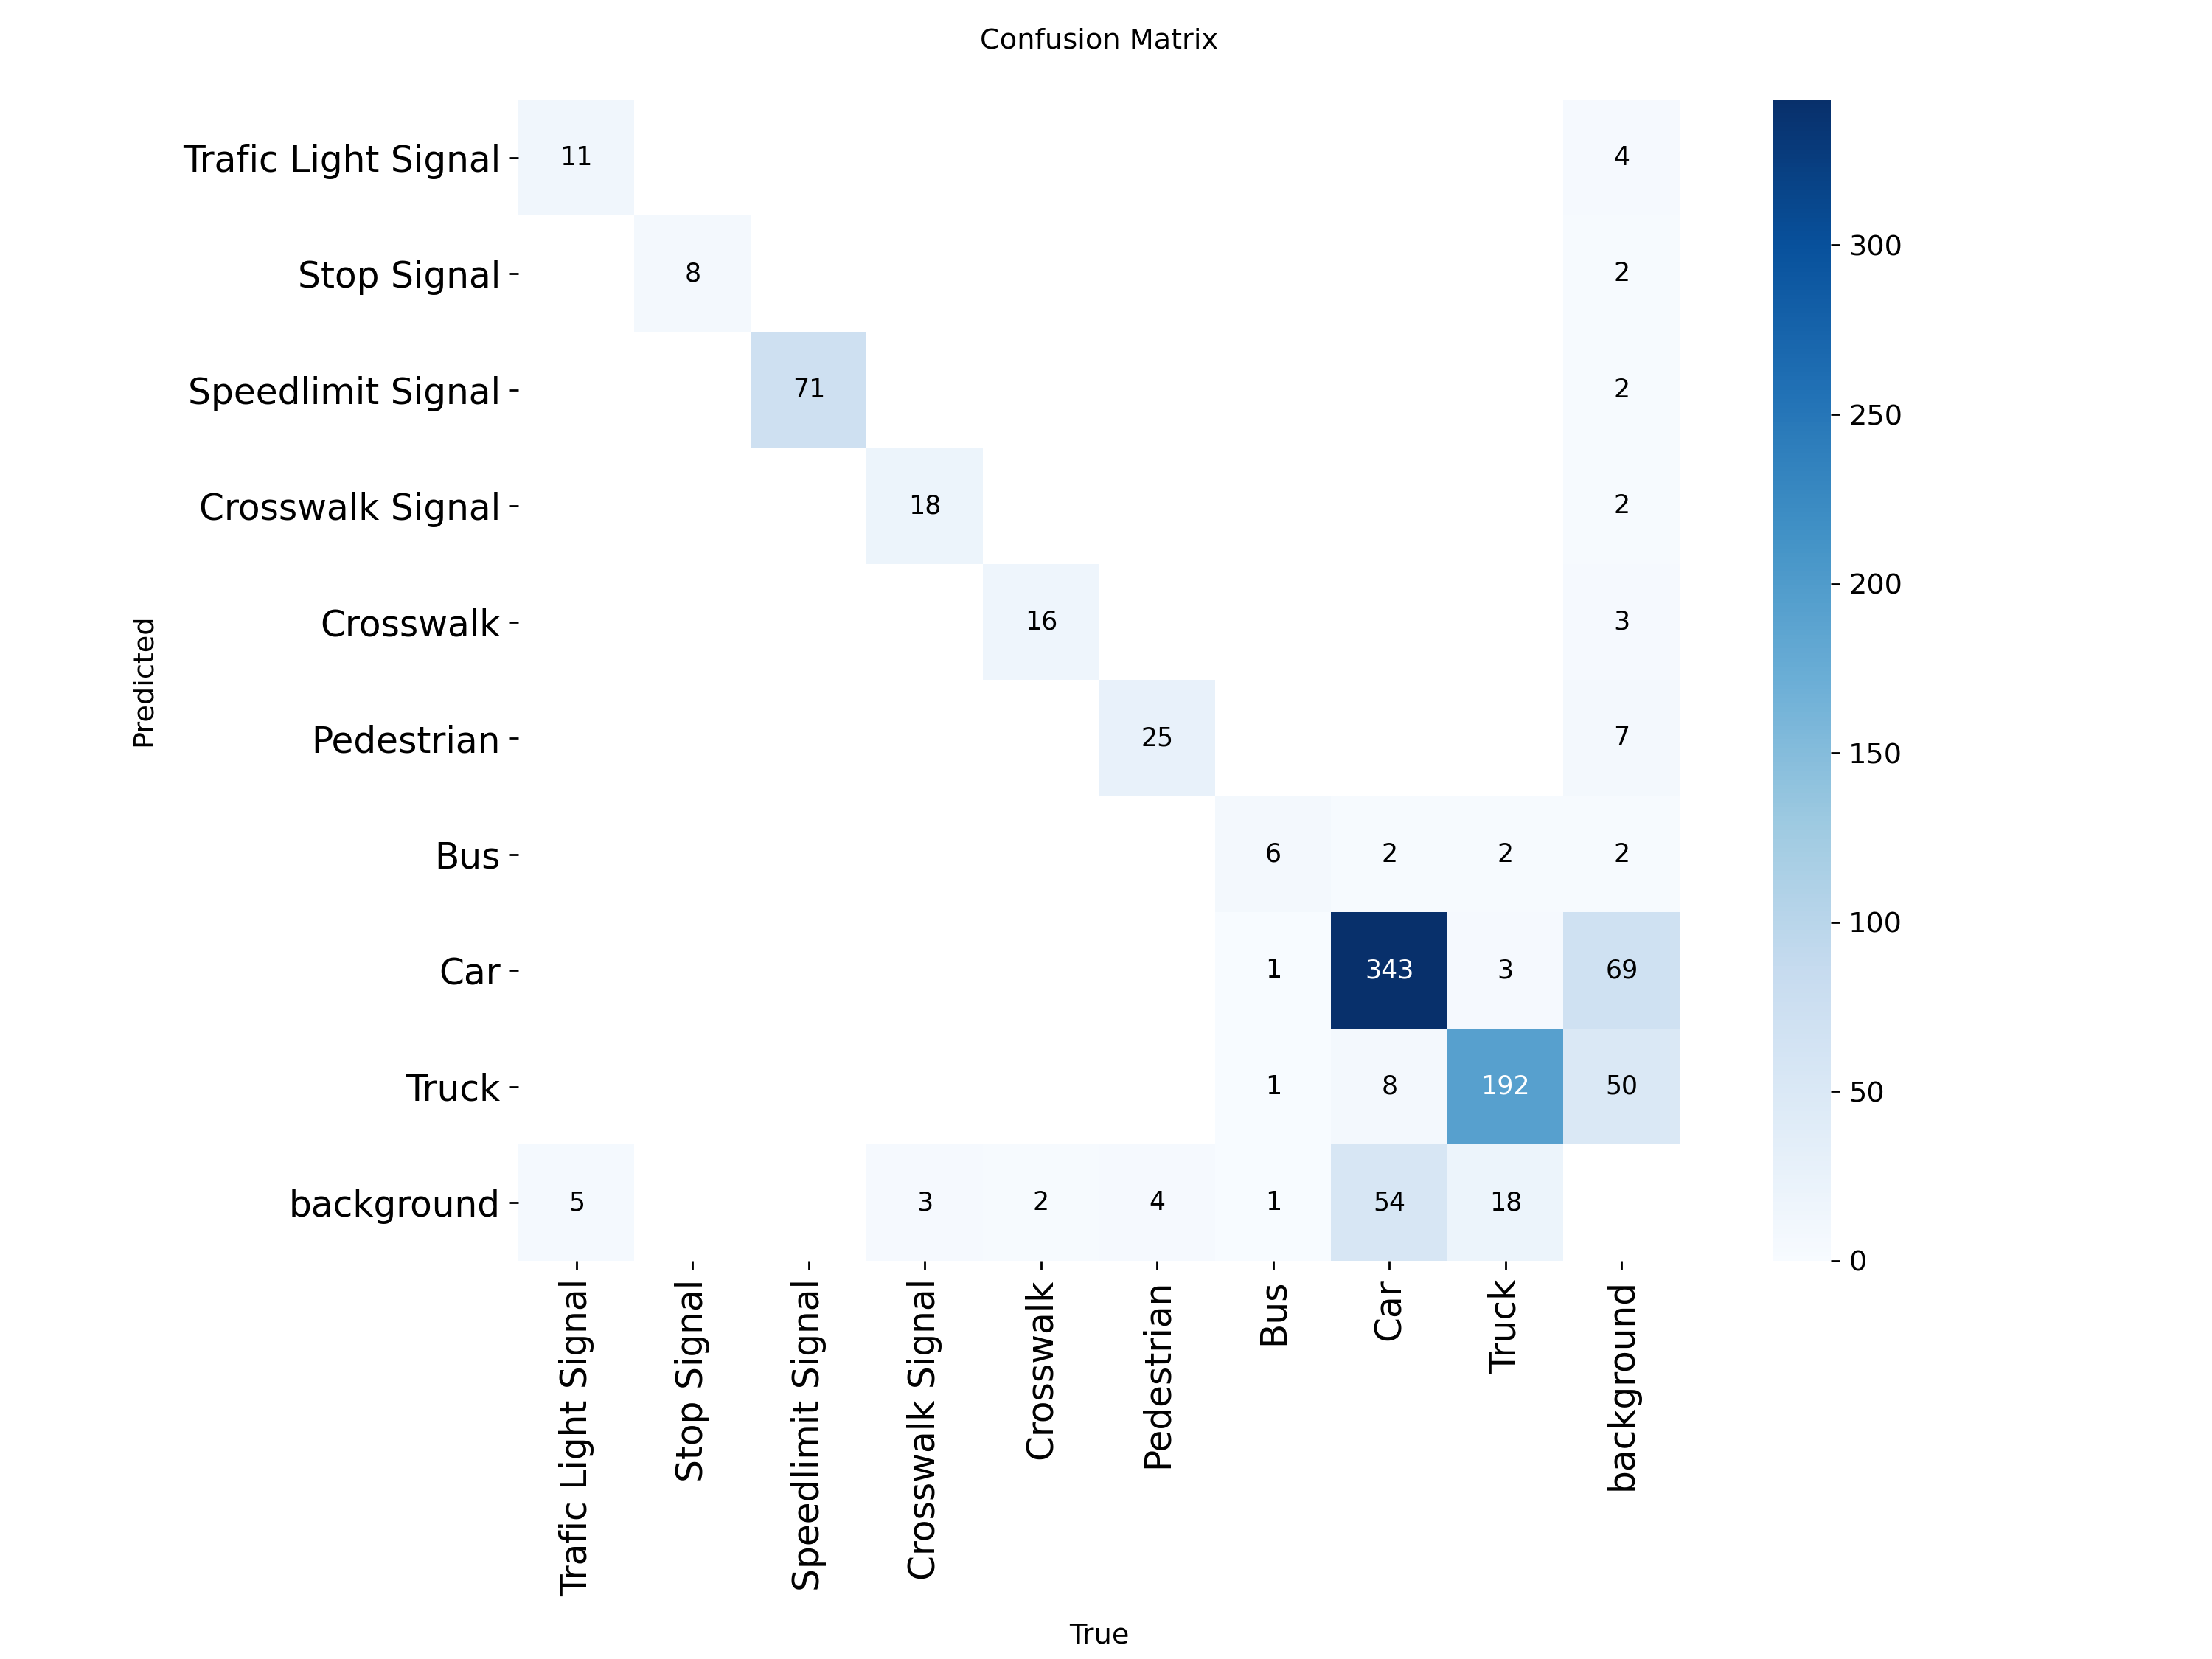 Confusion Matrix
Trafic Light Signal 11 4
Stop Signal 8 2
Speedlimit Signal 71 2
Crosswalk Signal 18 2
Crosswalk 16 3
Pedestrian 25 7
Bus 6 2 2 2
Car 1 343 3 69
Truck 1 8 192 50
background 5 3 2 4 1 54 18
Predicted
Trafic Light Signal
Stop Signal
Speedlimit Signal
Crosswalk Signal
Crosswalk
Pedestrian
Bus
Car
Truck
background
True
300
250
200
150
100
50
0